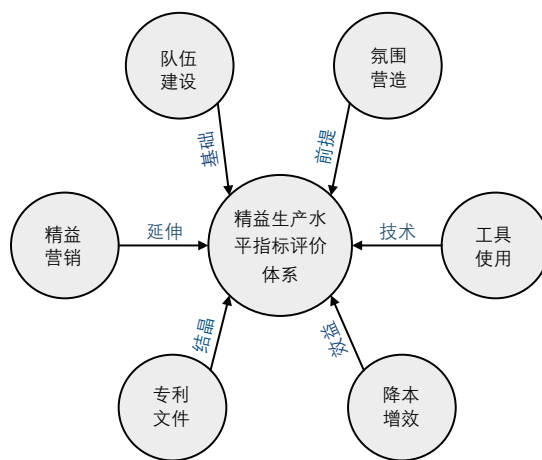 队伍
建设
氛围
营造
基础
前提
精益
营销
延伸
精益生产水
平指标评价
体系
技术
工具
使用
结晶
效益
专利
文件
降本
增效